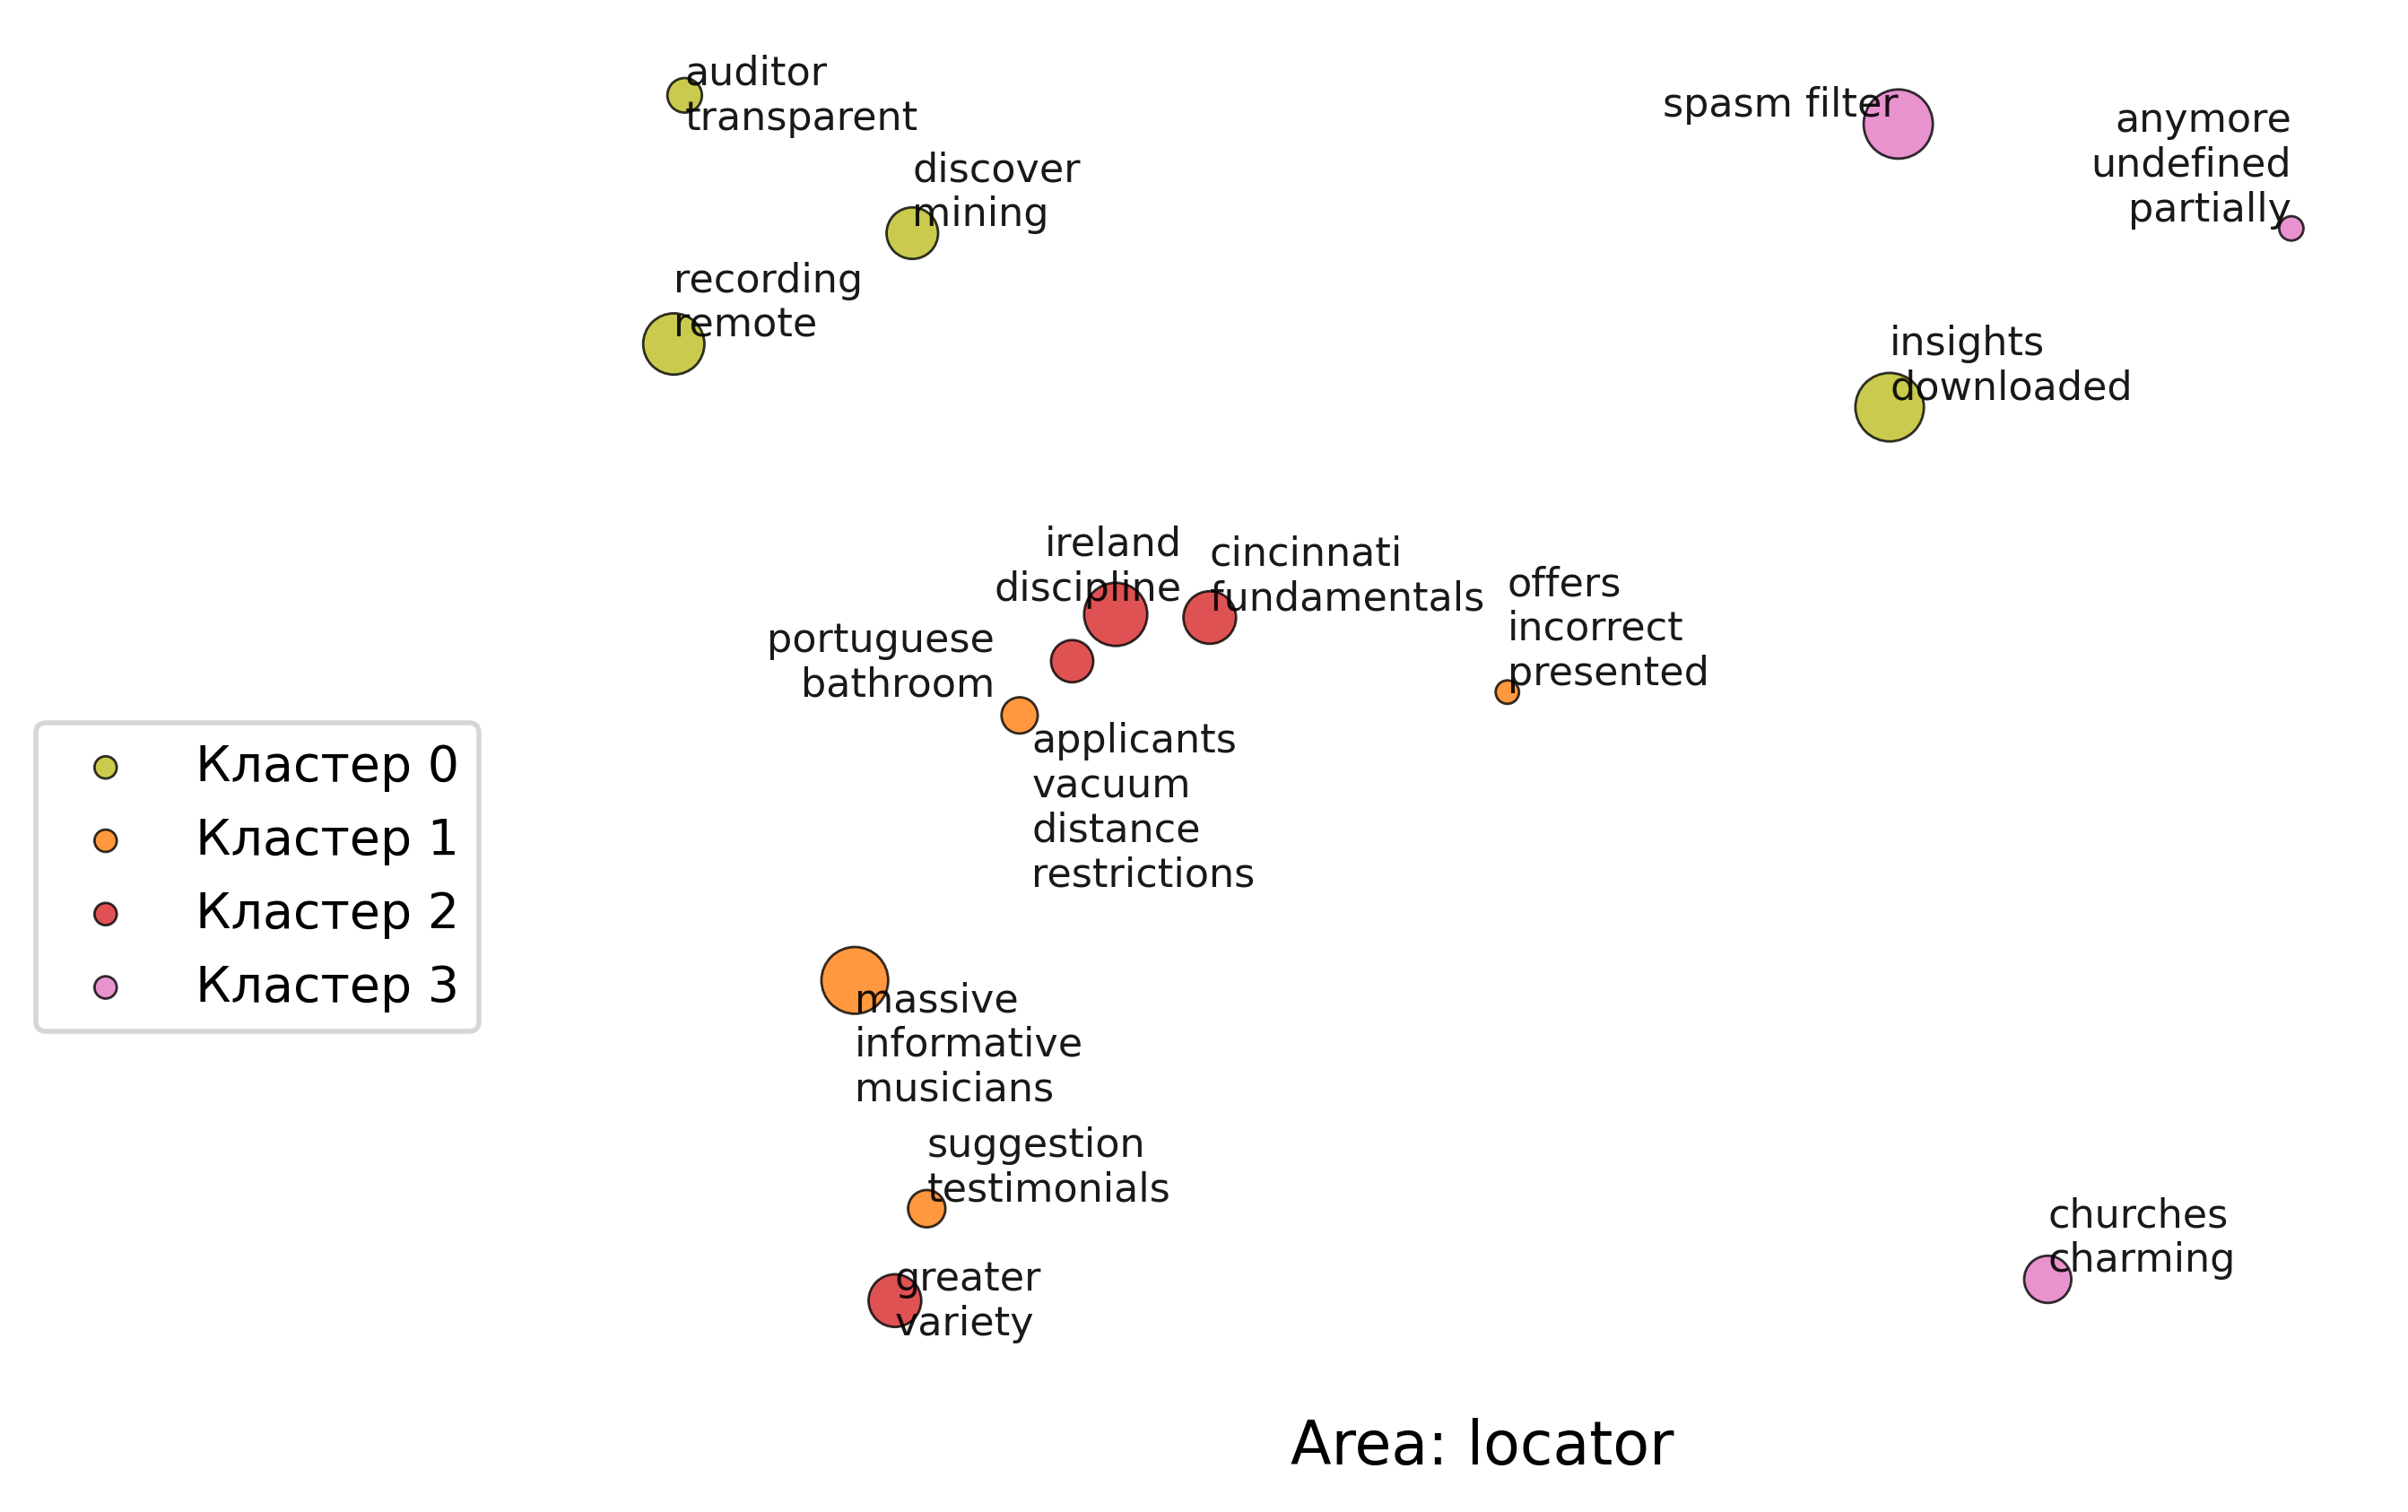 auditor
transparent
spasm filter
anymore
undefined
partially
discover
mining
recording
remote
insights
downloaded
ireland
discipline
cincinnati
fundamentals
offers
incorrect
presented
portuguese
bathroom
applicants
vacuum
distance
restrictions
Кластер 0
Кластер 1
Кластер 2
Кластер 3
massive
informative
musicians
suggestion
testimonials
churches
charming
greater
variety
Area: locator